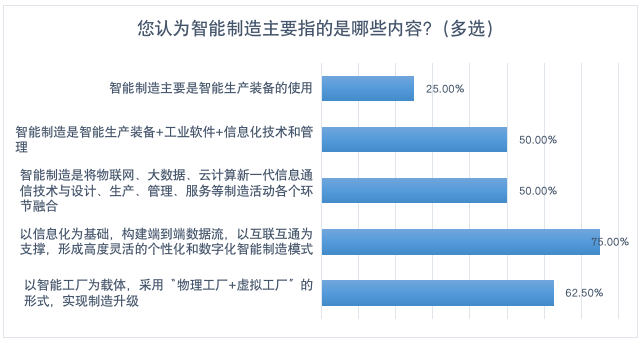 您认为智能制造主要指的是哪些内容？（多选）
智能制造主要是智能生产装备的使用
25.00%
智能制造是智能生产装备+工业软件+信息化技术和管
理
50.00%
智能制造是将物联网、大数据、云计算新一代信息通
信技术与设计、生产、管理、服务等制造活动各个环
节融合
50.00%
以信息化为基础，构建端到端数据流，以互联互通为
支撑，形成高度灵活的个性化和数字化智能制造模式
75.00%
以智能工厂为载体，采用“物理工厂+虚拟工厂”的
形式，实现制造升级
62.50%